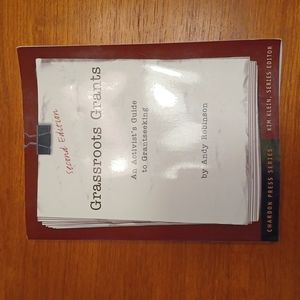 second Edition
Grassroots Grants
An Activist's Guide
to Grantseeking
by Andy Robinson
CHARDON PRESS SERIES
KIM KLEIN, SERIES EDITOR